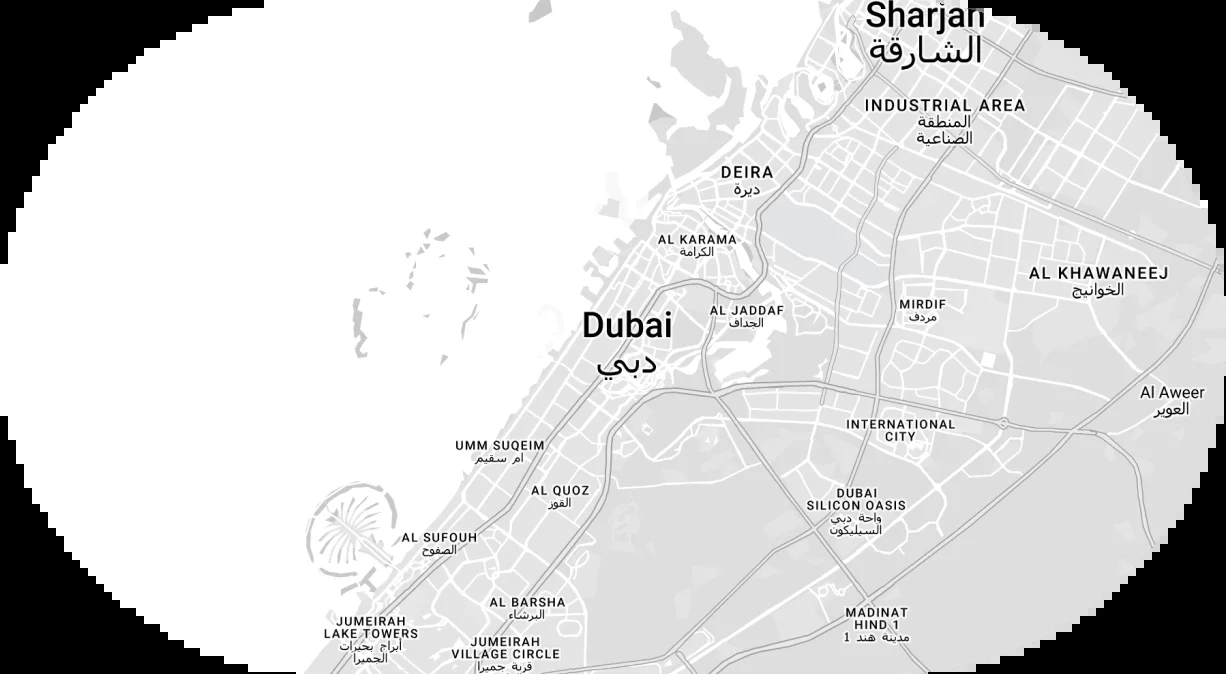 Sharjah
الشارقة
INDUSTRIAL AREA
المنطقة
الصناعية
DEIRA
ديرة
AL KARAMA
الكرامة
AL KHAWANEEJ
الخوانيج
MIRDIF
مردف
AL JADDAF
الجداف
Dubai
دبي
Al Aweer
العوير
INTERNATIONAL
CITY
UMM SUQEIM
ام سقيم
AL QUOZ
القوز
DUBAI
SILICON OASIS
واحة دبي
السيليكون
AL SUFOUH
الصفوح
AL BARSHA
البرشاء
MADINAT
HIND 1
مدينة هند 1
JUMEIRAH
LAKE TOWERS
أبراج بحيرات
الجميرا
JUMEIRAH
VILLAGE CIRCLE
قرية جميرا